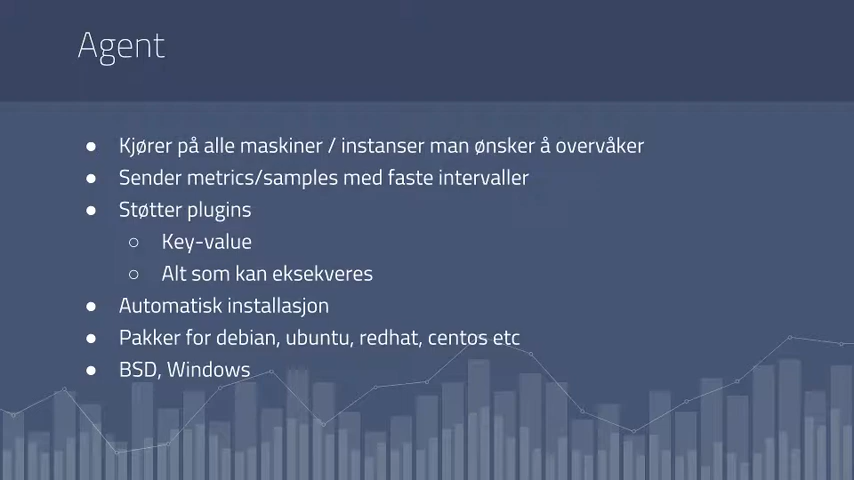 Agent
● Kjører på alle maskiner / instanser man ønsker å overvåker
● Sender metrics/samples med faste intervaller
● Støtter plugins
○ Key-value
○ Alt som kan eksekveres
● Automatisk installasjon
● Pakker for debian, ubuntu, redhat, centos etc
● BSD, Windows